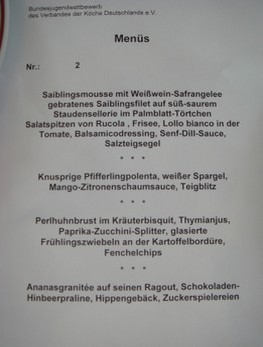 Bundesjugendwettbewerb
des Verbandes der Köche Deutschlands e.V.
Menüs
Nr.: 2
Saiblingsmousse mit Weißwein-Safrangelee
gebratenes Saiblingsfilet auf süß-saurem
Staudensellerie im Palmblatt-Törtchen
Salatspitzen von Rucola , Frisee, Lollo bianco in der
Tomate, Balsamicodressing, Senf-Dill-Sauce,
Salzteigsegel
* * *
Knusprige Pfifferlingpolenta, weißer Spargel,
Mango-Zitronenschaumsauce, Teigblitz
* * *
Perlhuhnbrust im Kräuterbisquit, Thymianjus,
Paprika-Zucchini-Splitter, glasierte
Frühlingszwiebeln an der Kartoffelbordüre,
Fenchelchips
* * *
Ananasgranitée auf seinen Ragout, Schokoladen-
Hinbeerpraline, Hippengebäck, Zuckerspielereien